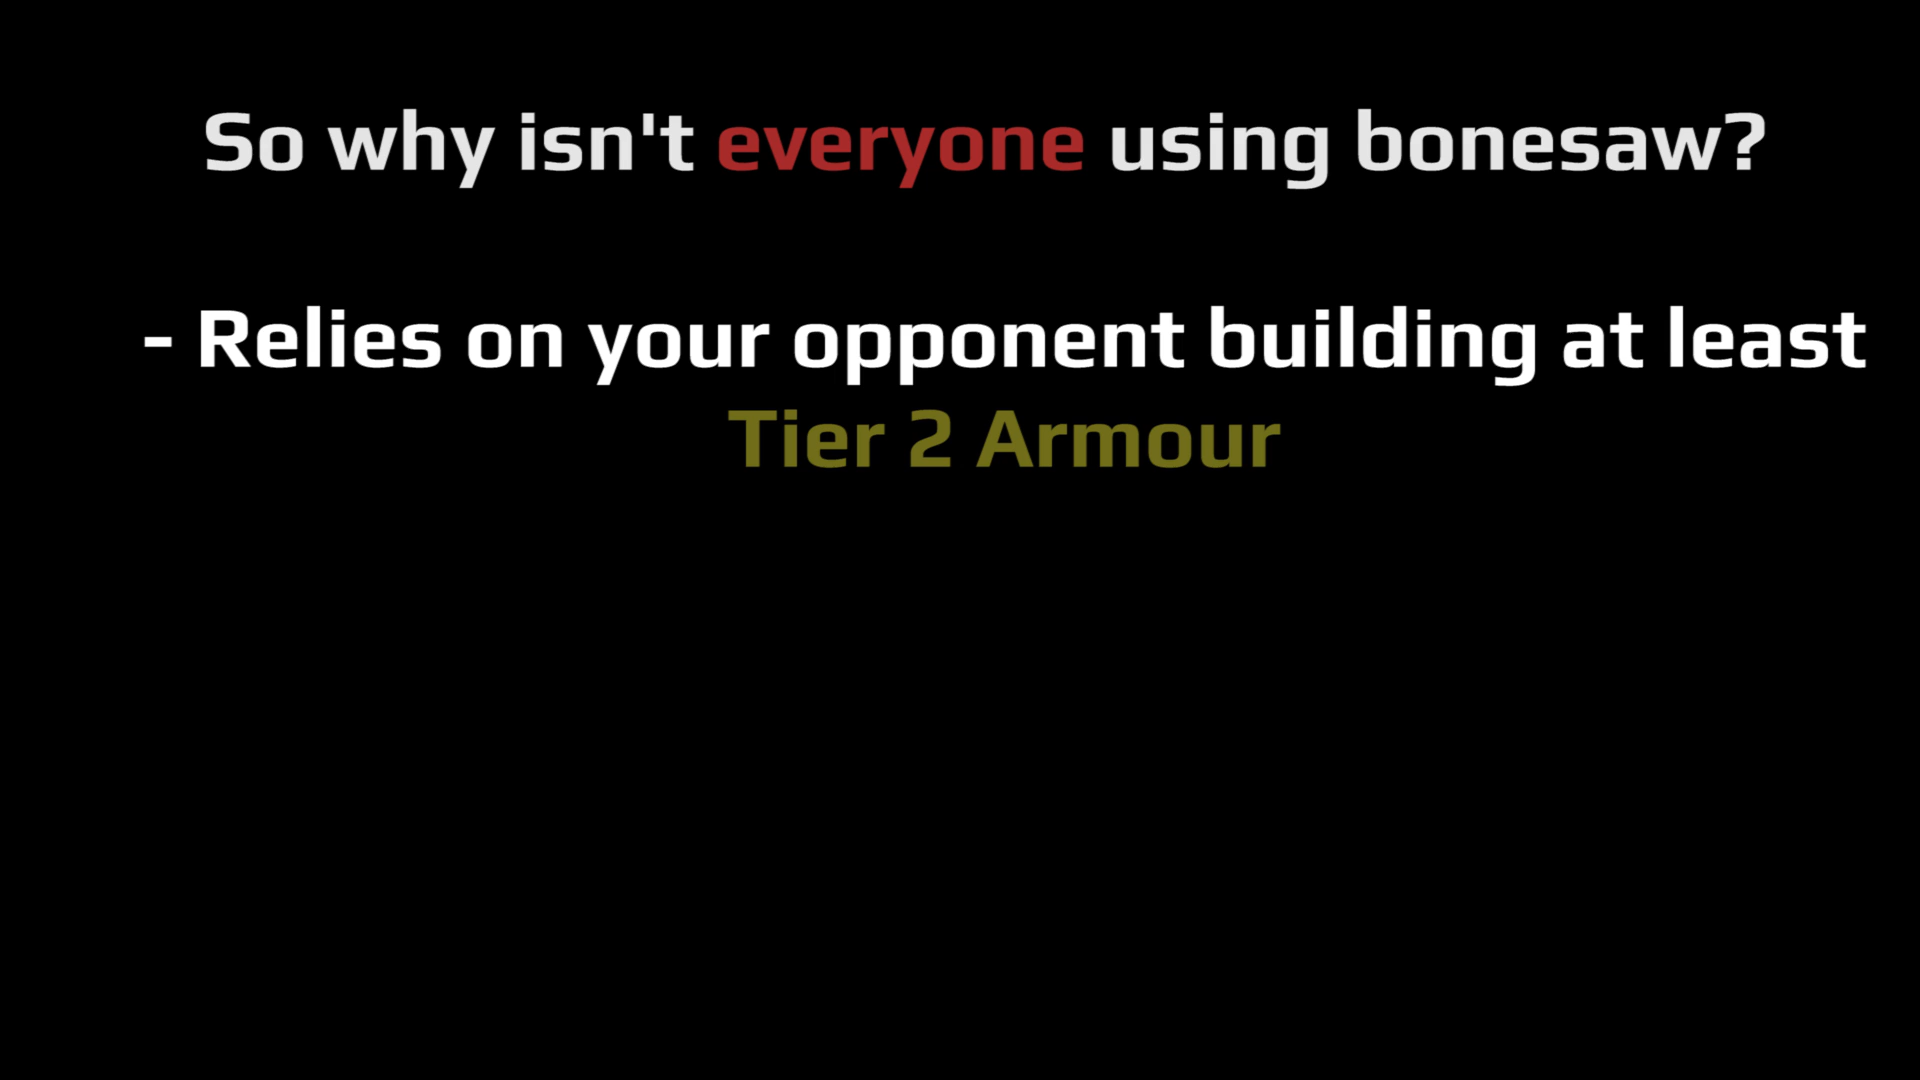 So why isn't everyone using bonesaw?
- Relies on your opponent building at least
Tier 2 Armour